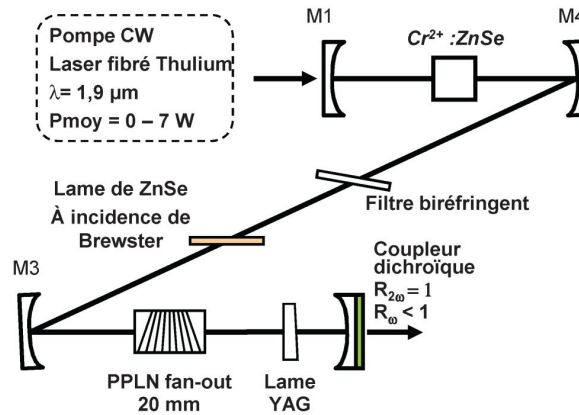 Pompe CW
Laser fibré Thulium
λ= 1,9 µm
Pmoy = 0 – 7 W
M1
Cr²⁺ :ZnSe
M4
Lame de ZnSe
À incidence de
Brewster
Filtre biréfringent
M3
Coupleur
dichroïque
R₂ω = 1
Rω < 1
PPLN fan-out
20 mm
Lame
YAG